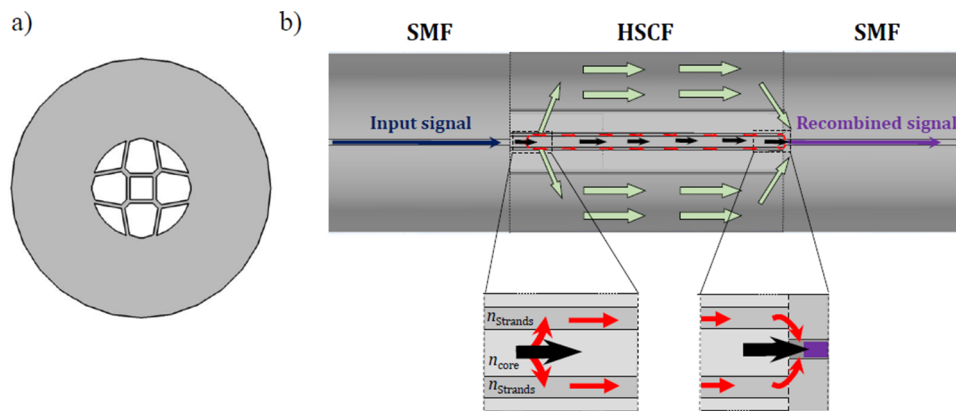 a)
b)
SMF HSCF SMF
Input signal
Recombined signal
nStrands
ncore
nStrands